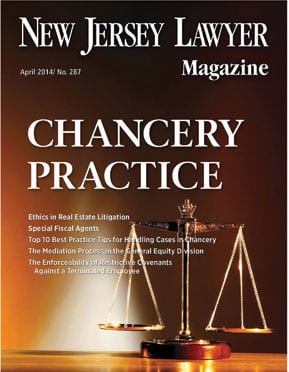 NEW JERSEY LAWYER
Magazine
April 2014/ No. 287
CHANCERY
PRACTICE
Ethics in Real Estate Litigation
Special Fiscal Agents
Top 10 Best Practice Tips for Handling Cases in Chancery
The Mediation Process in the General Equity Division
The Enforceability of Restrictive Covenants
Against a Terminated Employee